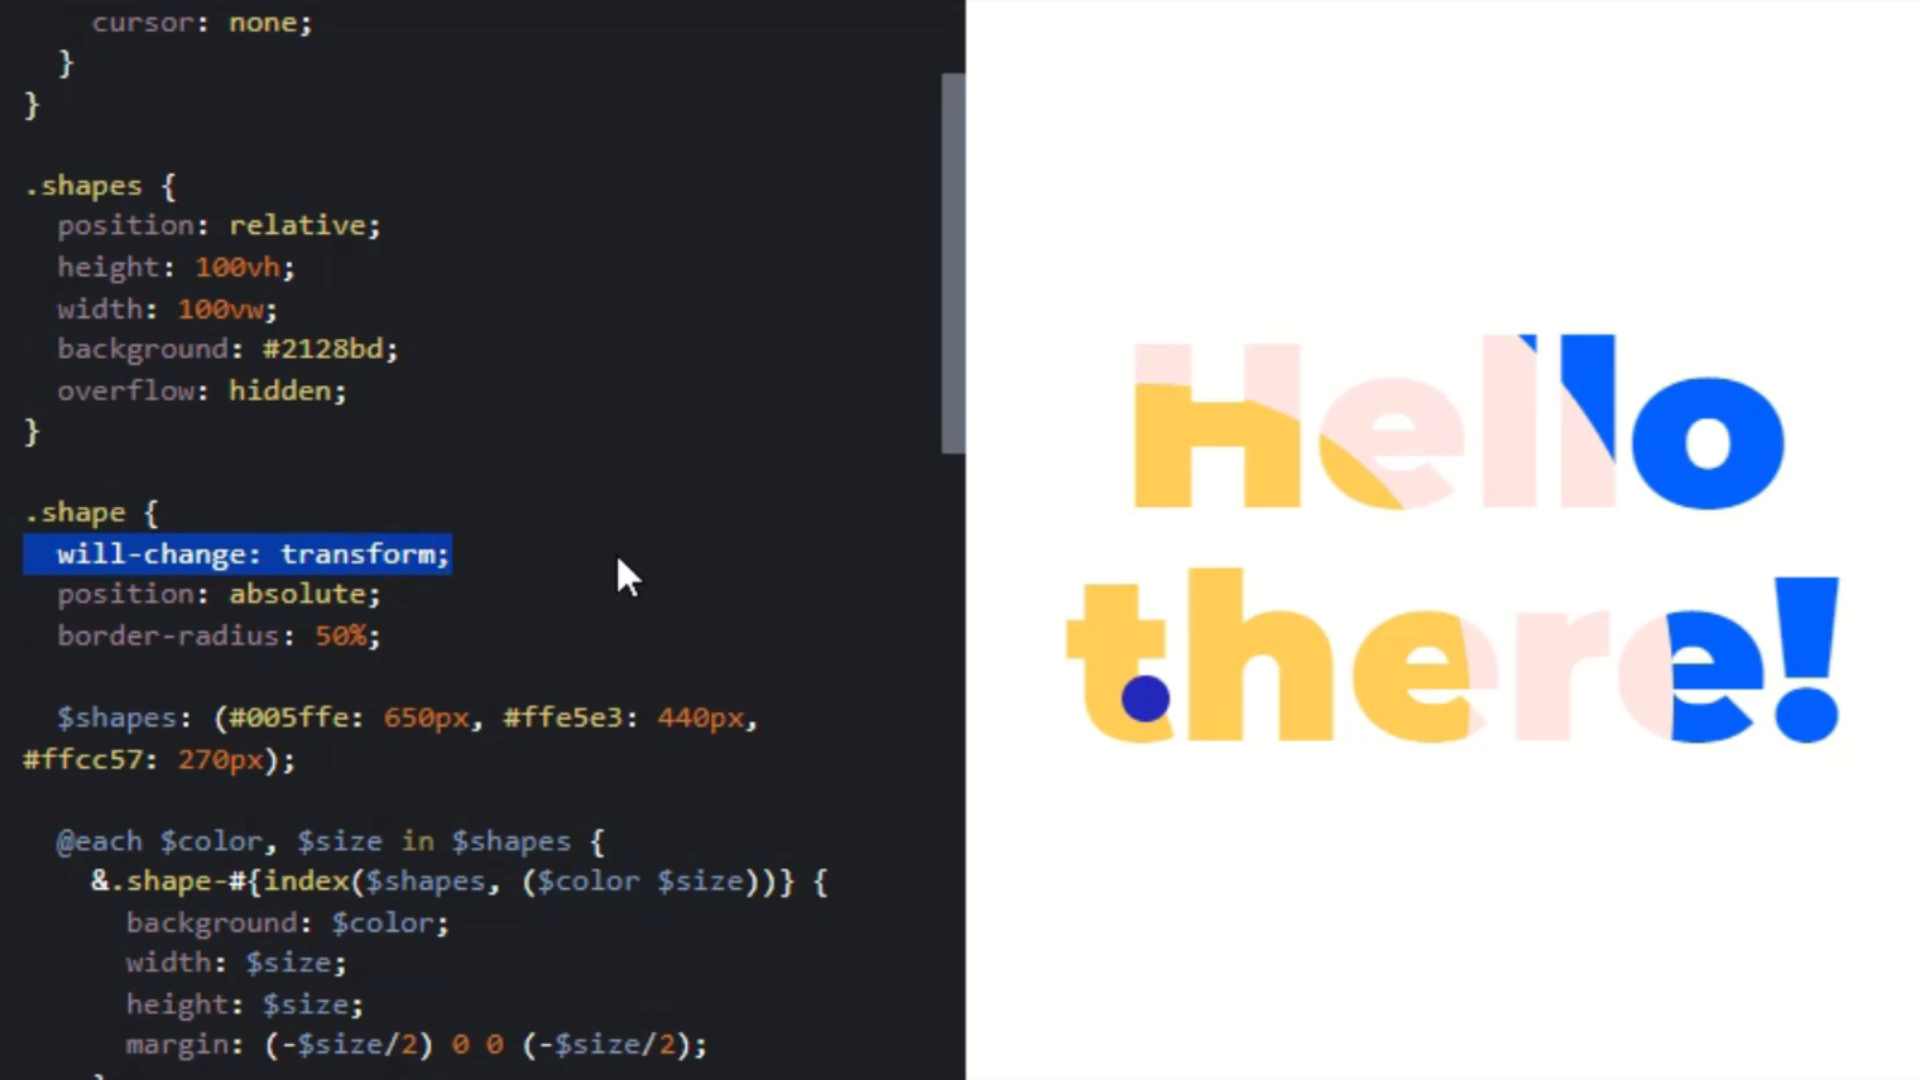 cursor: none;
}
}
.shapes {
position: relative;
height: 100vh;
width: 100vw;
background: #2128bd;
overflow: hidden;
}
.shape {
will-change: transform;
position: absolute;
border-radius: 50%;
$shapes: (#005ffe: 650px, #ffe5e3: 440px,
#ffcc57: 270px);
@each $color, $size in $shapes {
&.shape-#{index($shapes, ($color $size))} {
background: $color;
width: $size;
height: $size;
margin: (-$size/2) 0 0 (-$size/2);
Hello
there!